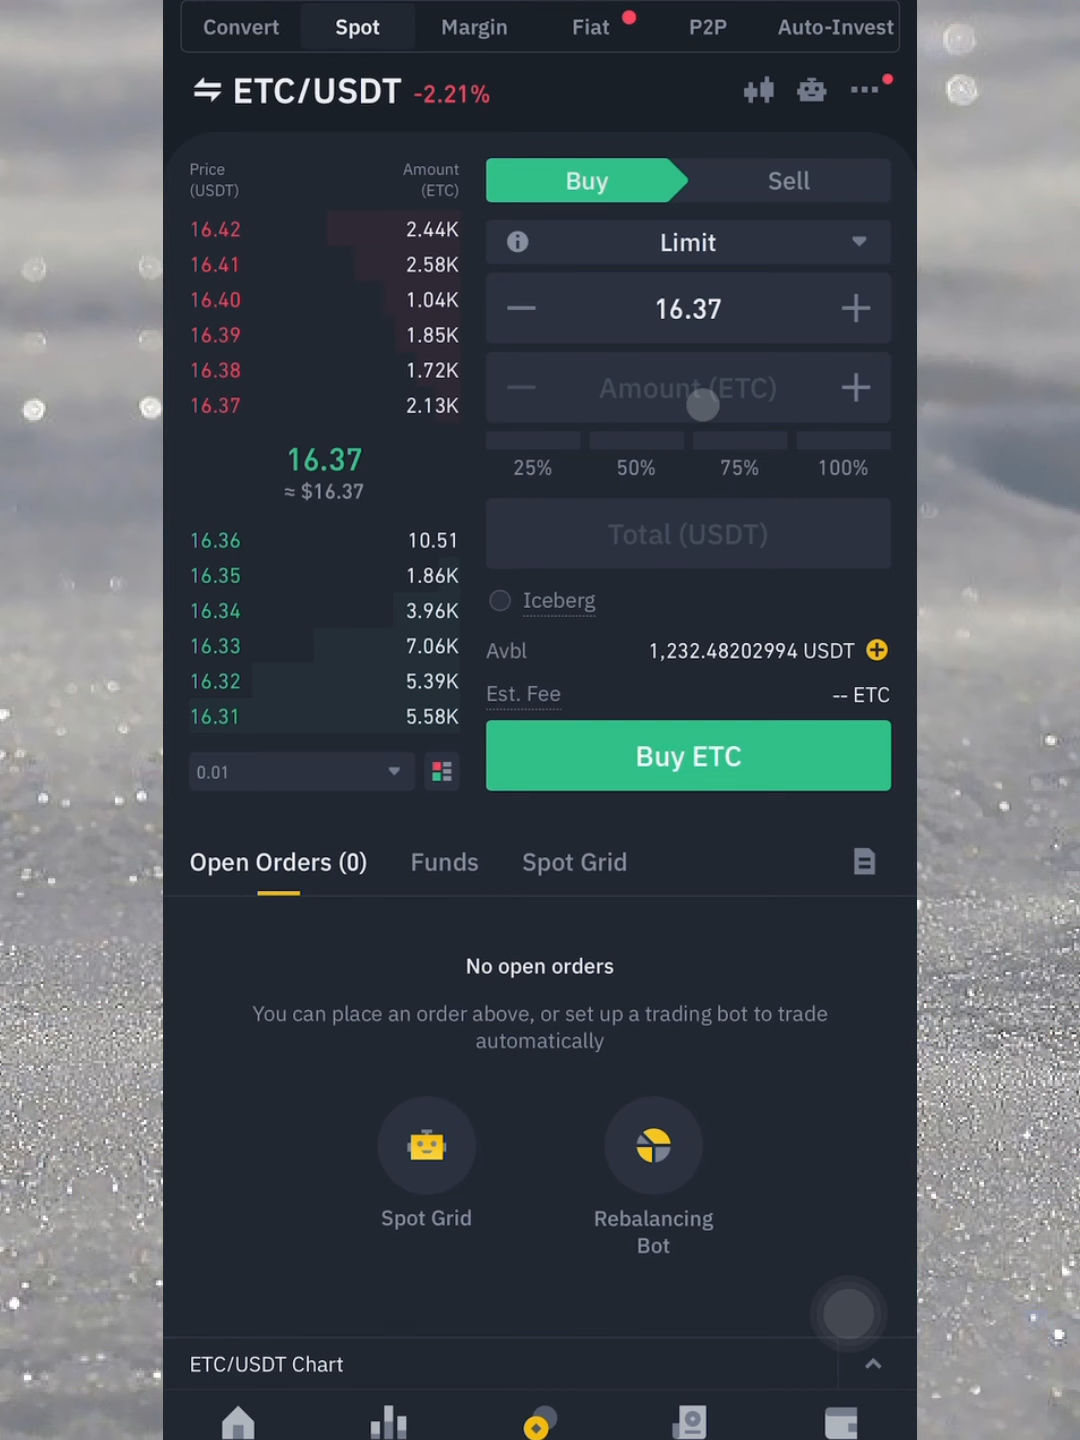 Convert Spot Margin Fiat P2P Auto-Invest
ETC/USDT -2.21%
Price Amount
(USDT) (ETC)
16.42 2.44K
16.41 2.58K
16.40 1.04K
16.39 1.85K
16.38 1.72K
16.37 2.13K
16.37
≈ $16.37
16.36 10.51
16.35 1.86K
16.34 3.96K
16.33 7.06K
16.32 5.39K
16.31 5.58K
0.01
Buy Sell
Limit
16.37
Amount (ETC)
25% 50% 75% 100%
Total (USDT)
Iceberg
Avbl 1,232.48202994 USDT
Est. Fee -- ETC
Buy ETC
Open Orders (0) Funds Spot Grid
No open orders
You can place an order above, or set up a trading bot to trade
automatically
Spot Grid Rebalancing
Bot
ETC/USDT Chart